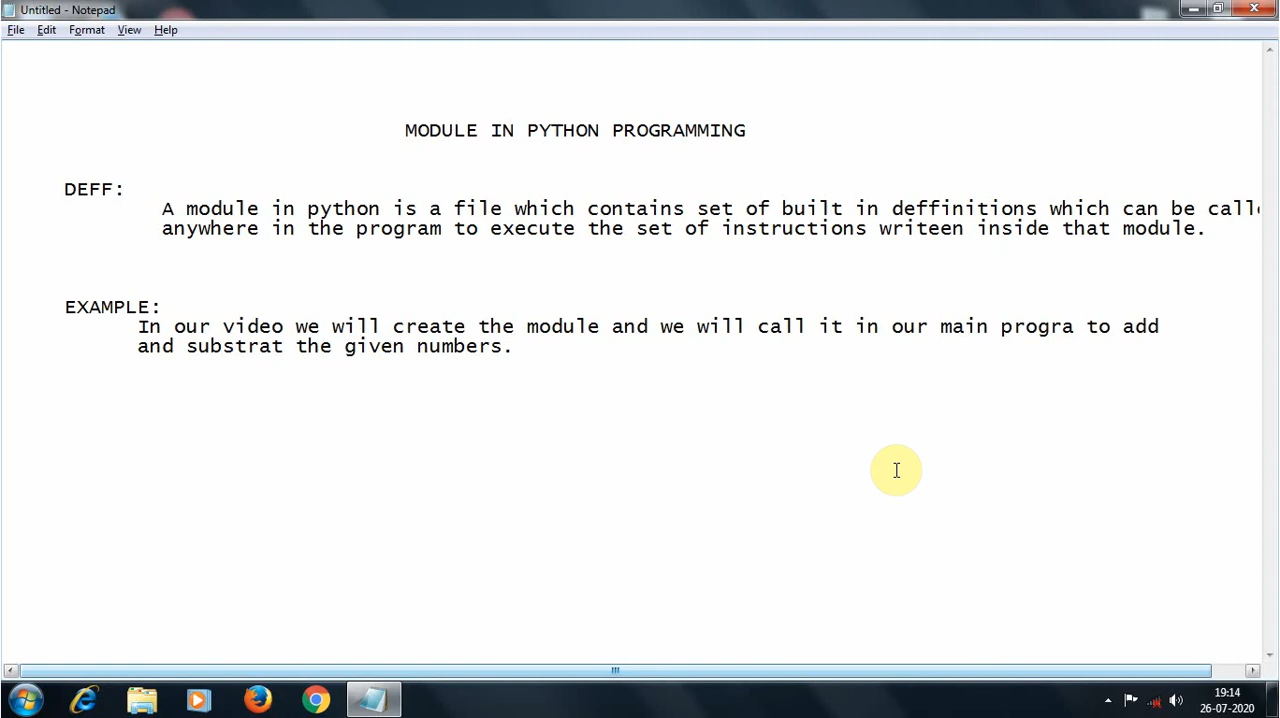 Untitled - Notepad
File Edit Format View Help
MODULE IN PYTHON PROGRAMMING
DEFF:
A module in python is a file which contains set of built in deffinitions which can be
anywhere in the program to execute the set of instructions writeen inside that module.
EXAMPLE:
In our video we will create the module and we will call it in our main progra to add
and substrat the given numbers.
19:14
26-07-2020